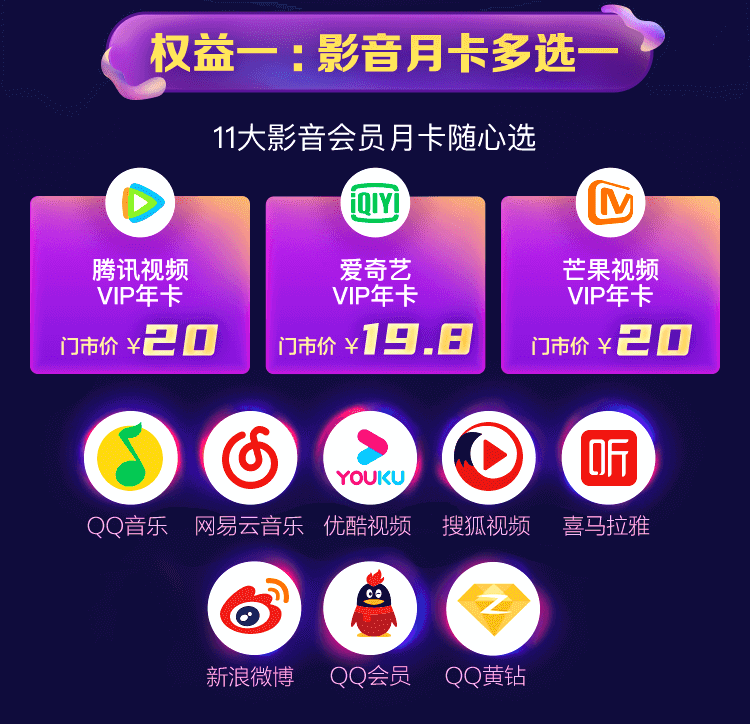 权益一：影音月卡多选一
11大影音会员月卡随心选
iQIYI
腾讯视频
VIP年卡
门市价 ¥20
爱奇艺
VIP年卡
门市价 ¥19.8
芒果视频
VIP年卡
门市价 ¥20
YOUKU
听
QQ音乐
网易云音乐
优酷视频
搜狐视频
喜马拉雅
新浪微博
QQ会员
QQ黄钻